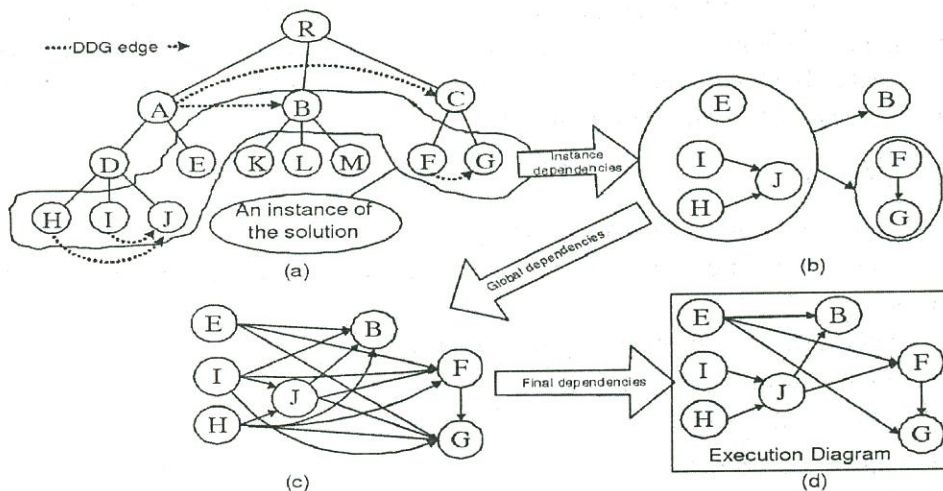 R
DDG edge
A
B
C
D
E
K
L
M
F
G
H
I
J
An instance of
the solution
(a)
Instance
dependencies
E
I
J
H
B
F
G
(b)
Global dependencies
E
I
H
J
B
F
G
(c)
Final dependencies
E
I
H
J
B
F
G
Execution Diagram
(d)